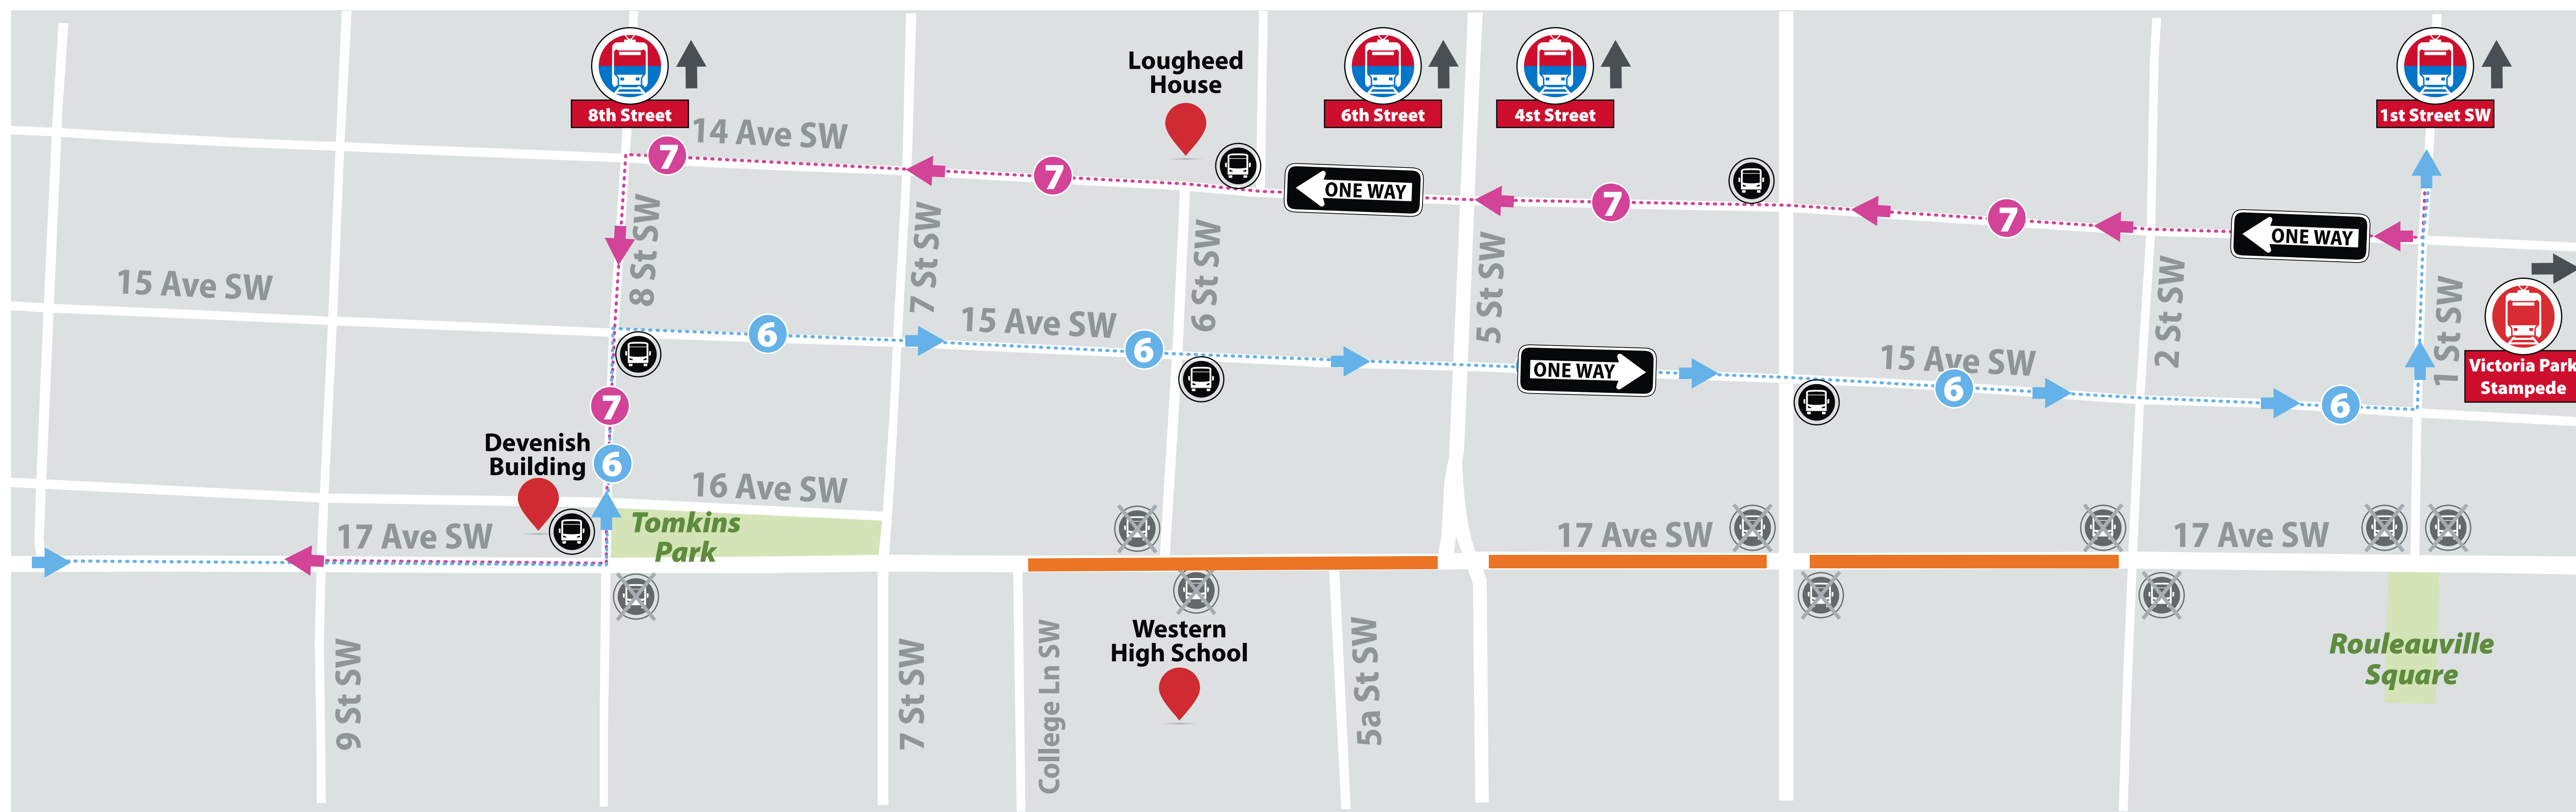 8th Street
Lougheed
House
6th Street
4st Street
1st Street SW
14 Ave SW
7
7
7
7
ONE WAY
ONE WAY
8 St SW
7 St SW
6 St SW
5 St SW
2 St SW
1 St SW
15 Ave SW
15 Ave SW
15 Ave SW
6
6
ONE WAY
6
6
Victoria Park
Stampede
7
6
Devenish
Building
16 Ave SW
Tomkins
Park
17 Ave SW
17 Ave SW
17 Ave SW
Western
High School
9 St SW
7 St SW
College Ln SW
5a St SW
Rouleauville
Square